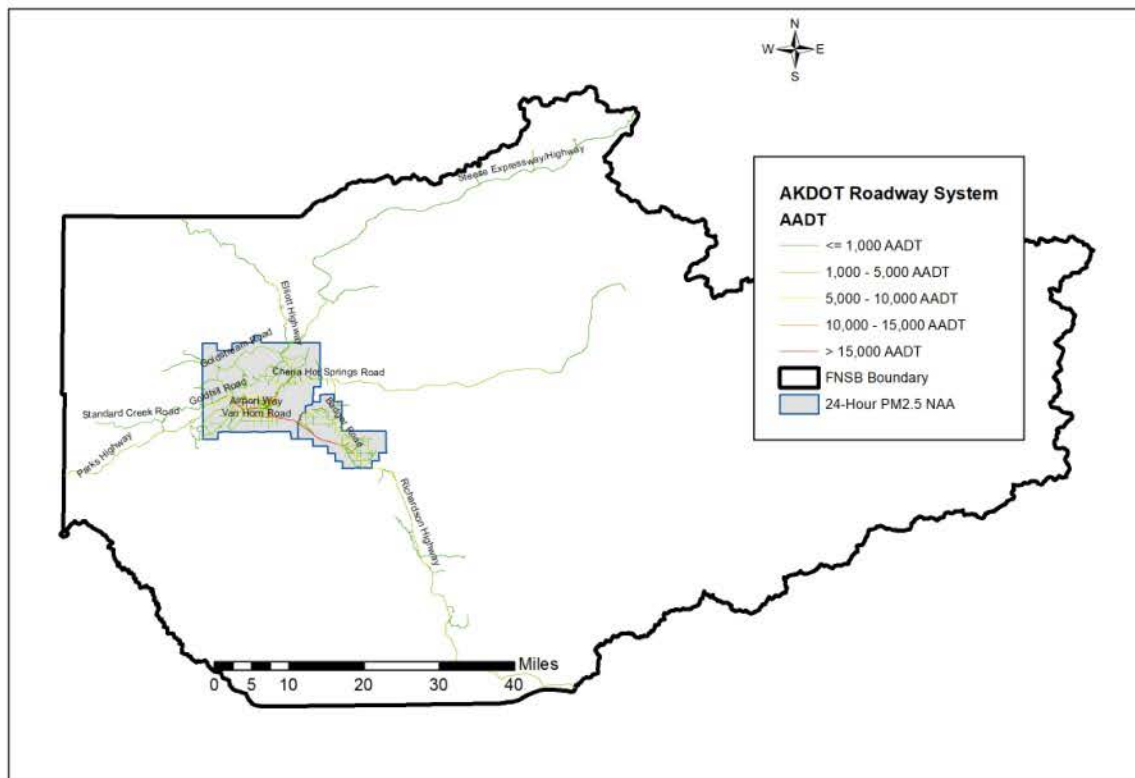 N
W E
S
Steese Expressway/Highway
AKDOT Roadway System
AADT
<= 1,000 AADT
1,000 - 5,000 AADT
5,000 - 10,000 AADT
10,000 - 15,000 AADT
> 15,000 AADT
FNSB Boundary
24-Hour PM2.5 NAA
Elliott Highway
Goldstream Road
Chena Hot Springs Road
Goldhill Road
Airport Way
Standard Creek Road
Van Horn Road
Badger Road
Parks Highway
Richardson Highway
Miles
0 5 10 20 30 40